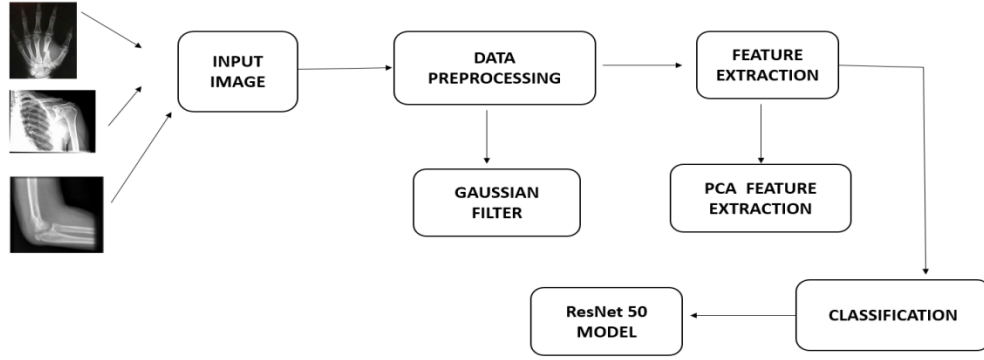 INPUT
IMAGE
DATA
PREPROCESSING
FEATURE
EXTRACTION
GAUSSIAN
FILTER
PCA FEATURE
EXTRACTION
ResNet 50
MODEL
CLASSIFICATION